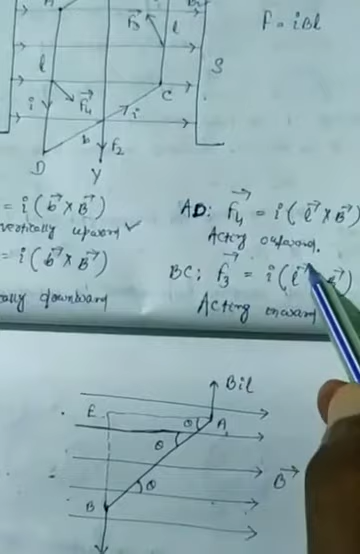 F = iBl
F₃
l
l
S
i
F₄
i
C
b
F₂
D
Y
= i(b × B)
vertically upward ✓
= i(b × B)
downward
AD: F₄ = i(l × B)
Acting outward.
BC: F₃ = i(l
Acting inward
Bil
E
θ
A
θ
θ
B
B